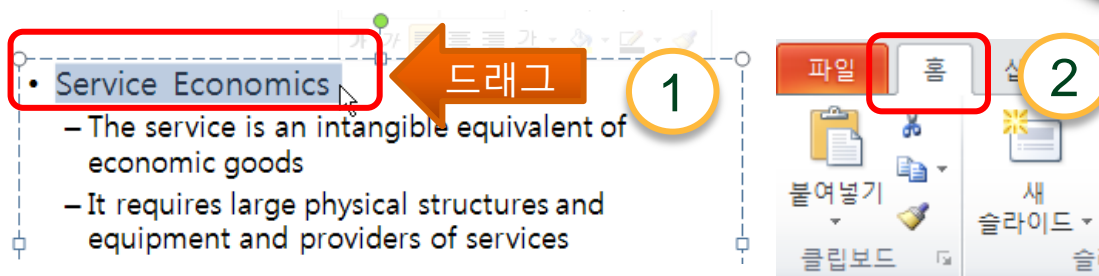 • Service Economics
드래그
1
– The service is an intangible equivalent of
economic goods
– It requires large physical structures and
equipment and providers of services
파일 홈
2
붙여넣기
새
슬라이드
클립보드